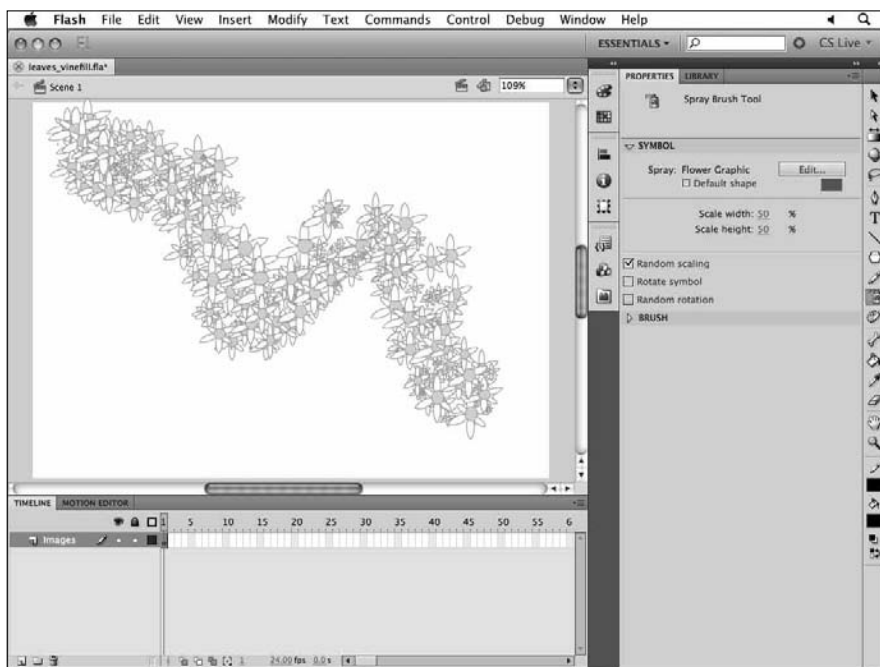 Flash File Edit View Insert Modify Text Commands Control Debug Window Help
ESSENTIALS CS Live
leaves_vinefill.fla*
Scene 1 109%
PROPERTIES LIBRARY
Spray Brush Tool
SYMBOL
Spray: Flower Graphic Edit...
Default shape
Scale width: 50 %
Scale height: 50 %
Random scaling
Rotate symbol
Random rotation
BRUSH
TIMELINE MOTION EDITOR
1 5 10 15 20 25 30 35 40 45 50 55 6
Images
1 24.00 fps 0.0 s